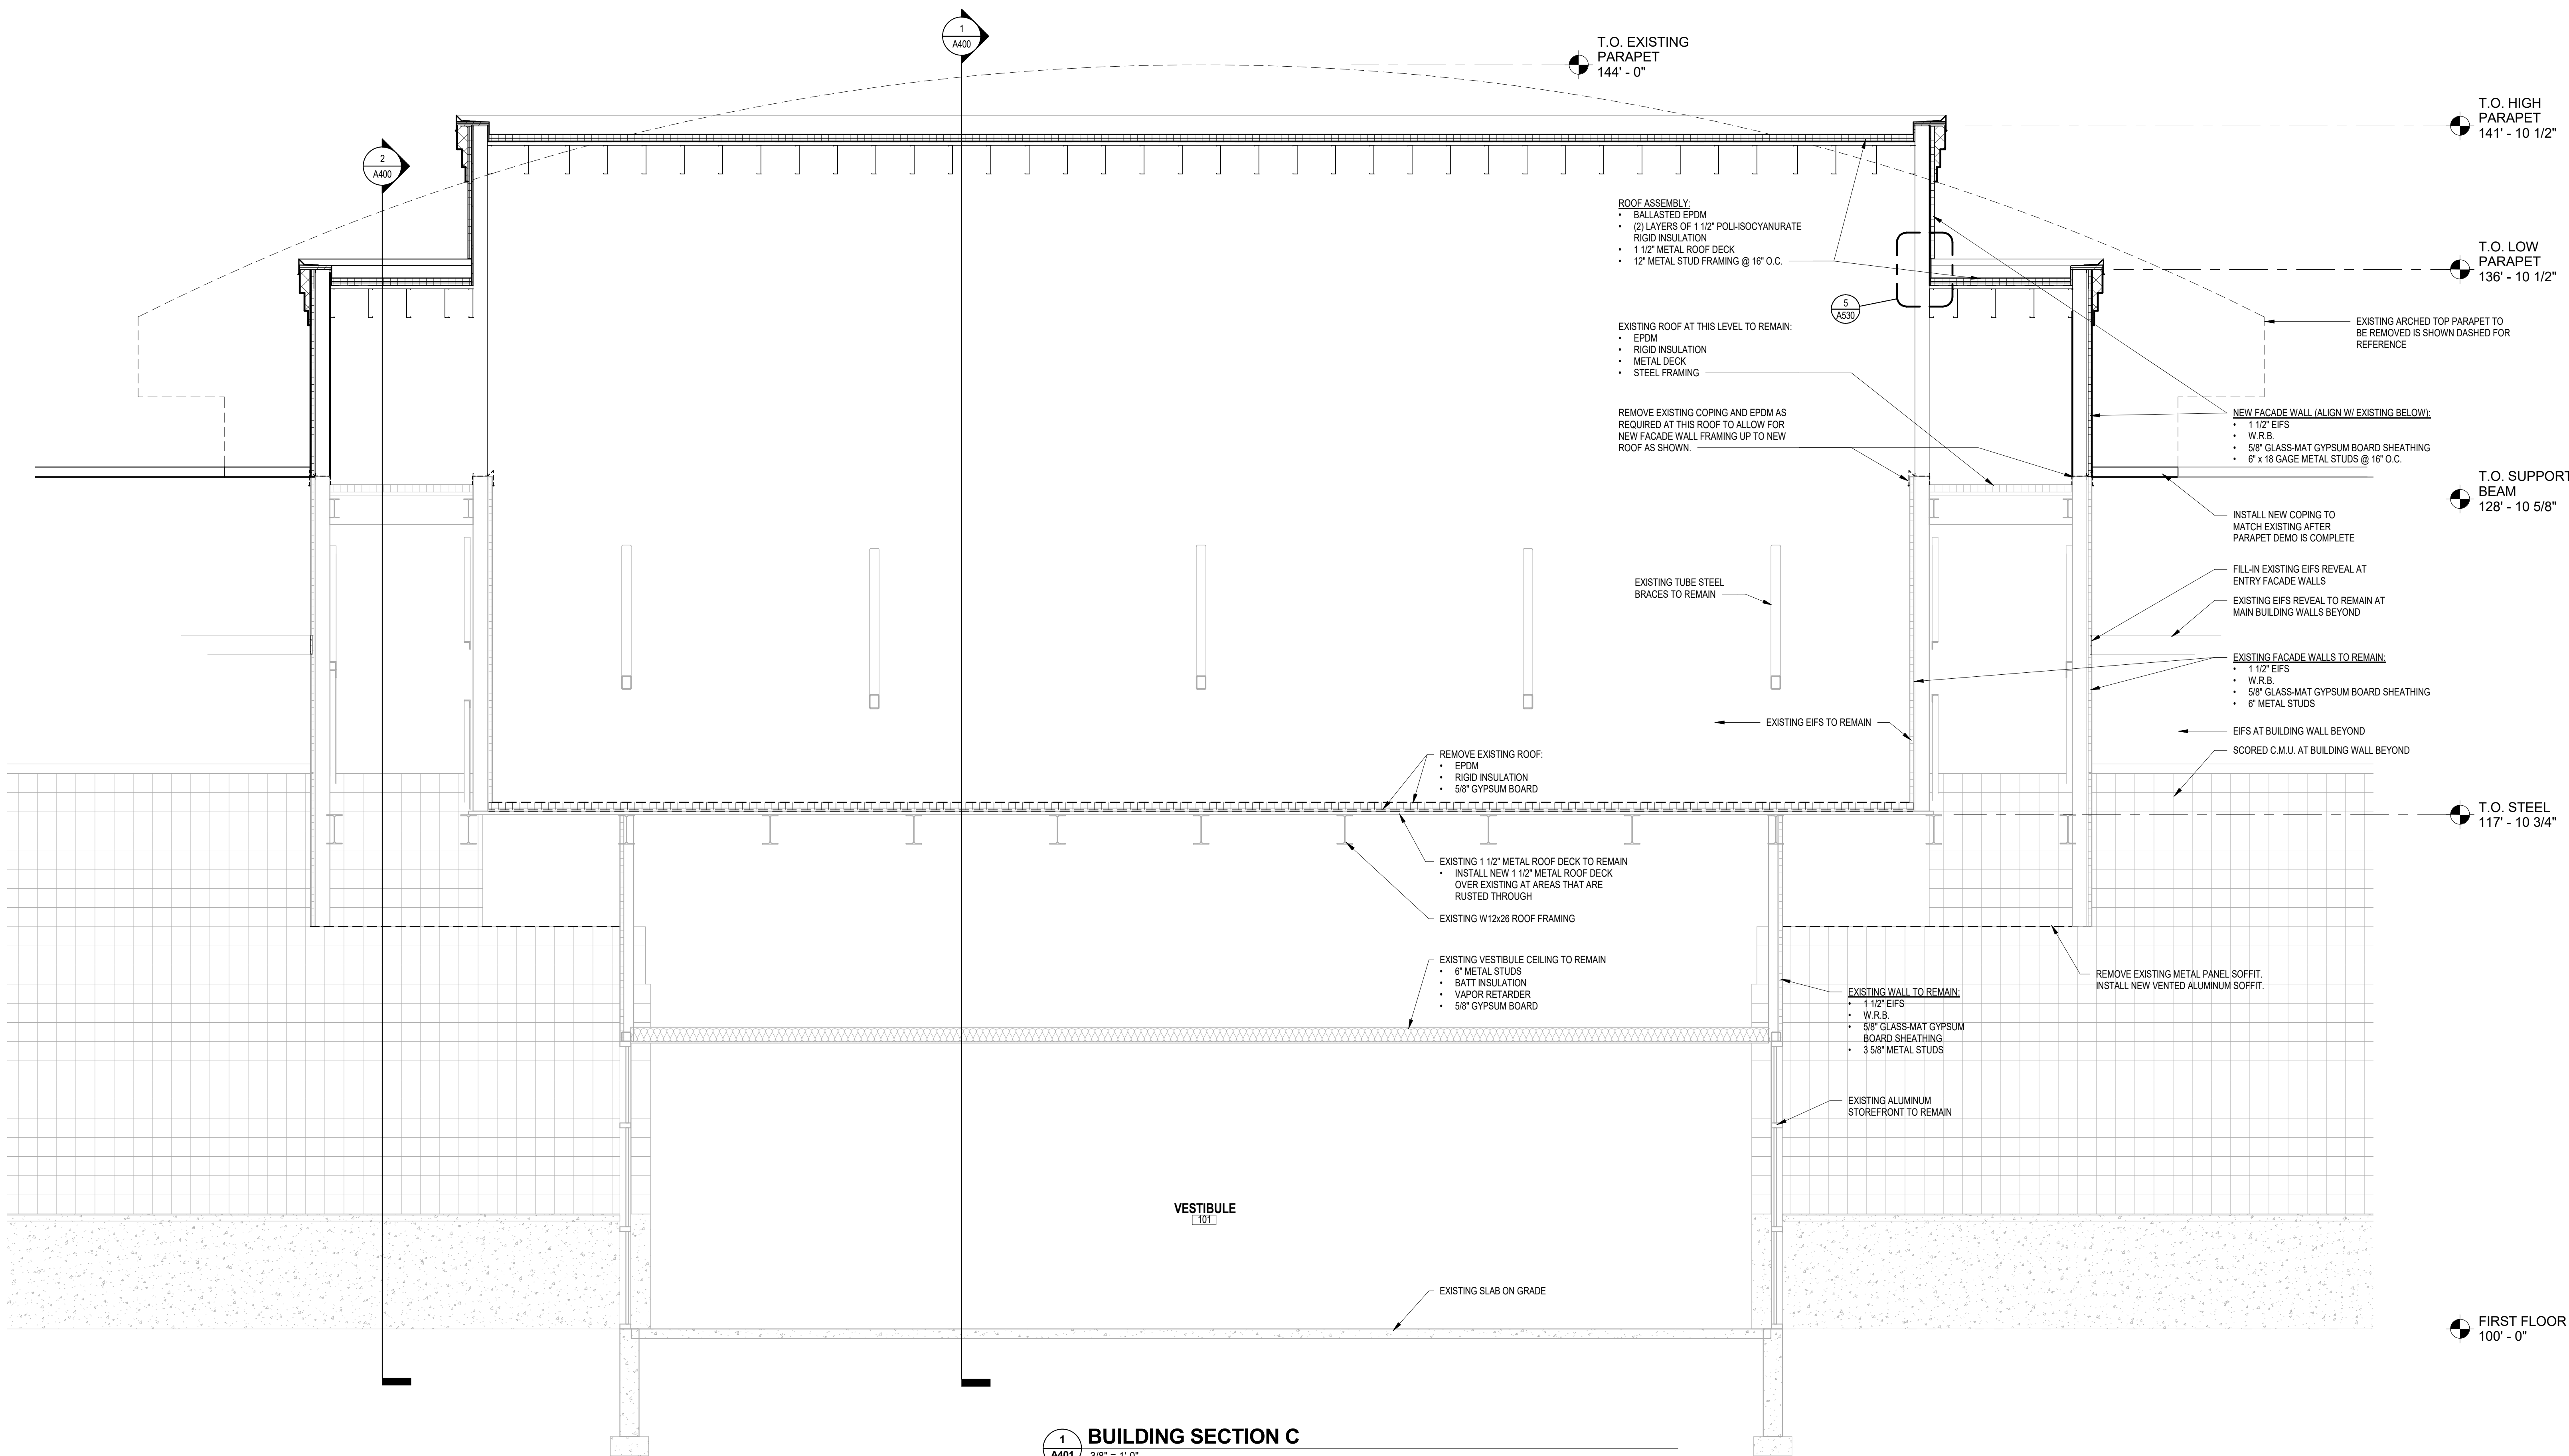 1
A400
T.O. EXISTING
PARAPET
144' - 0"
T.O. HIGH
PARAPET
141' - 10 1/2"
2
A400
ROOF ASSEMBLY:
• BALLASTED EPDM
• (2) LAYERS OF 1 1/2" POLI-ISOCYANURATE
RIGID INSULATION
• 1 1/2" METAL ROOF DECK
• 12" METAL STUD FRAMING @ 16" O.C.
T.O. LOW
PARAPET
136' - 10 1/2"
5
A530
EXISTING ROOF AT THIS LEVEL TO REMAIN:
• EPDM
• RIGID INSULATION
• METAL DECK
• STEEL FRAMING
EXISTING ARCHED TOP PARAPET TO
BE REMOVED IS SHOWN DASHED FOR
REFERENCE
REMOVE EXISTING COPING AND EPDM AS
REQUIRED AT THIS ROOF TO ALLOW FOR
NEW FACADE WALL FRAMING UP TO NEW
ROOF AS SHOWN.
NEW FACADE WALL (ALIGN W/ EXISTING BELOW):
• 1 1/2" EIFS
• W.R.B.
• 5/8" GLASS-MAT GYPSUM BOARD SHEATHING
• 6" x 18 GAGE METAL STUDS @ 16" O.C.
T.O. SUPPORT
BEAM
128' - 10 5/8"
INSTALL NEW COPING TO
MATCH EXISTING AFTER
PARAPET DEMO IS COMPLETE
FILL-IN EXISTING EIFS REVEAL AT
ENTRY FACADE WALLS
EXISTING TUBE STEEL
BRACES TO REMAIN
EXISTING EIFS REVEAL TO REMAIN AT
MAIN BUILDING WALLS BEYOND
EXISTING FACADE WALLS TO REMAIN:
• 1 1/2" EIFS
• W.R.B.
• 5/8" GLASS-MAT GYPSUM BOARD SHEATHING
• 6" METAL STUDS
EXISTING EIFS TO REMAIN
EIFS AT BUILDING WALL BEYOND
SCORED C.M.U. AT BUILDING WALL BEYOND
REMOVE EXISTING ROOF:
• EPDM
• RIGID INSULATION
• 5/8" GYPSUM BOARD
T.O. STEEL
117' - 10 3/4"
EXISTING 1 1/2" METAL ROOF DECK TO REMAIN
• INSTALL NEW 1 1/2" METAL ROOF DECK
OVER EXISTING AT AREAS THAT ARE
RUSTED THROUGH
EXISTING W12x26 ROOF FRAMING
EXISTING VESTIBULE CEILING TO REMAIN
• 6" METAL STUDS
• BATT INSULATION
• VAPOR RETARDER
• 5/8" GYPSUM BOARD
REMOVE EXISTING METAL PANEL SOFFIT.
INSTALL NEW VENTED ALUMINUM SOFFIT.
EXISTING WALL TO REMAIN:
• 1 1/2" EIFS
• W.R.B.
• 5/8" GLASS-MAT GYPSUM
BOARD SHEATHING
• 3 5/8" METAL STUDS
EXISTING ALUMINUM
STOREFRONT TO REMAIN
VESTIBULE
101
EXISTING SLAB ON GRADE
FIRST FLOOR
100' - 0"
1
A401
BUILDING SECTION C
3/8" = 1'-0"